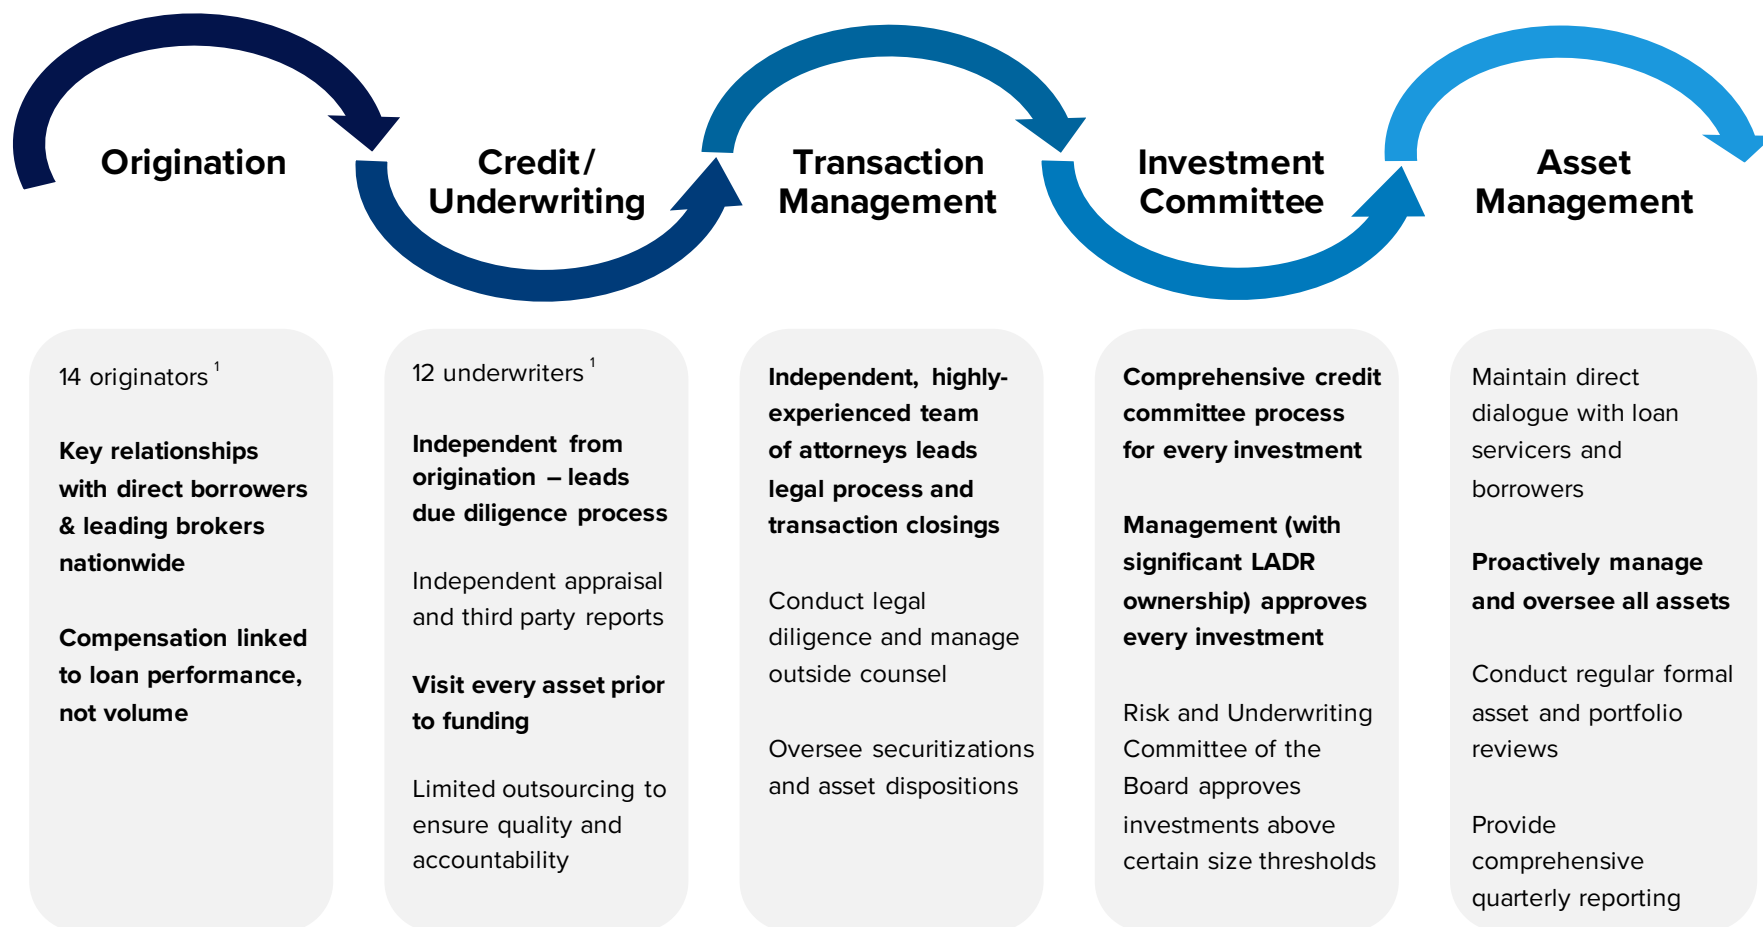 Origination
Credit/
Underwriting
Transaction
Management
Investment
Committee
Asset
Management
14 originators ¹
Key relationships
with direct borrowers
& leading brokers
nationwide
Compensation linked
to loan performance,
not volume
12 underwriters ¹
Independent from
origination – leads
due diligence process
Independent appraisal
and third party reports
Visit every asset prior
to funding
Limited outsourcing to
ensure quality and
accountability
Independent, highly-
experienced team
of attorneys leads
legal process and
transaction closings
Conduct legal
diligence and manage
outside counsel
Oversee securitizations
and asset dispositions
Comprehensive credit
committee process
for every investment
Management (with
significant LADR
ownership) approves
every investment
Risk and Underwriting
Committee of the
Board approves
investments above
certain size thresholds
Maintain direct
dialogue with loan
servicers and
borrowers
Proactively manage
and oversee all assets
Conduct regular formal
asset and portfolio
reviews
Provide
comprehensive
quarterly reporting